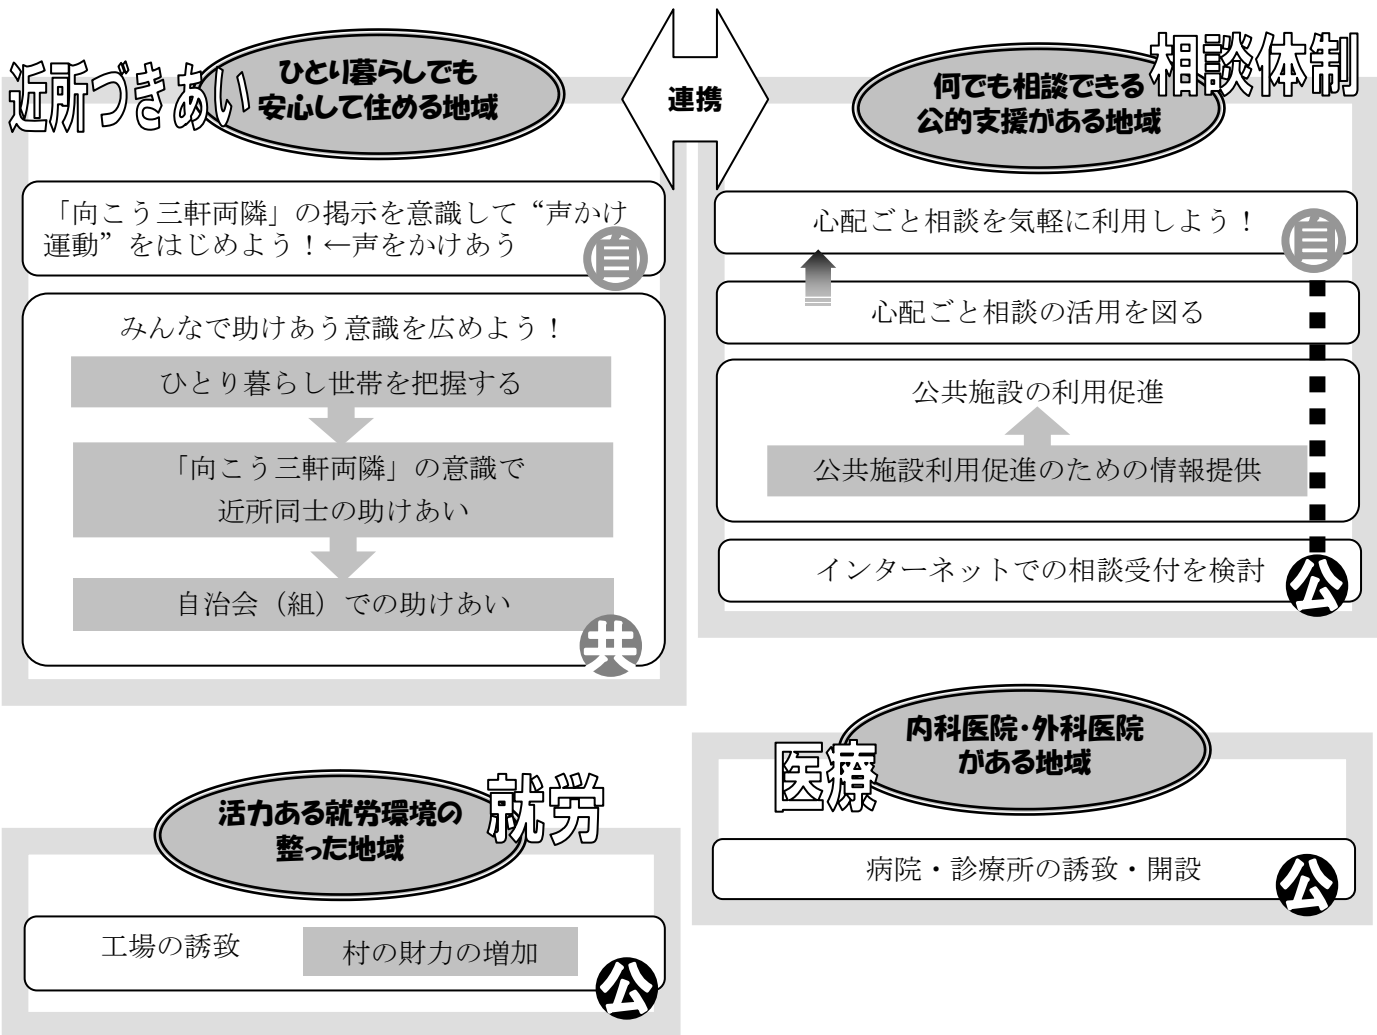 近所づきあい
ひとり暮らしでも
安心して住める地域
「向こう三軒両隣」の掲示を意識して“声かけ
運動”をはじめよう！←声をかけあう
自
みんなで助けあう意識を広めよう！
ひとり暮らし世帯を把握する
「向こう三軒両隣」の意識で
近所同士の助けあい
自治会（組）での助けあい
共
連携
相談体制
何でも相談できる
公的支援がある地域
心配ごと相談を気軽に利用しよう！
自
心配ごと相談の活用を図る
公共施設の利用促進
公共施設利用促進のための情報提供
インターネットでの相談受付を検討
公
就労
活力ある就労環境の
整った地域
工場の誘致
村の財力の増加
公
医療
内科医院・外科医院
がある地域
病院・診療所の誘致・開設
公